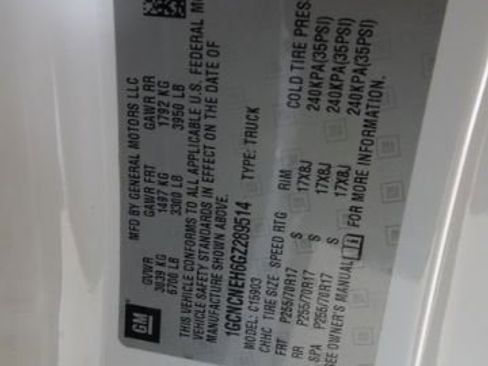 MFD BY GENERAL MOTORS LLC
GVWR GAWR FRT GAWR RR
3039 KG 1497 KG 1792 KG
6700 LB 3300 LB 3950 LB
THIS VEHICLE CONFORMS TO ALL APPLICABLE U.S. FEDERAL M
VEHICLE SAFETY STANDARDS IN EFFECT ON THE DATE OF
MANUFACTURE SHOWN ABOVE.
GM
1GCNCNEH6GZ289514 TYPE: TRUCK
MODEL: C15903
CHHC TIRE SIZE SPEED RTG RIM COLD TIRE PRES
FRT P255/70R17 S 17X8J 240KPA(35PSI)
RR P255/70R17 S 17X8J 240KPA(35PSI)
SPA P255/70R17 S 17X8J 240KPA(35PSI)
SEE OWNER'S MANUAL FOR MORE INFORMATION.